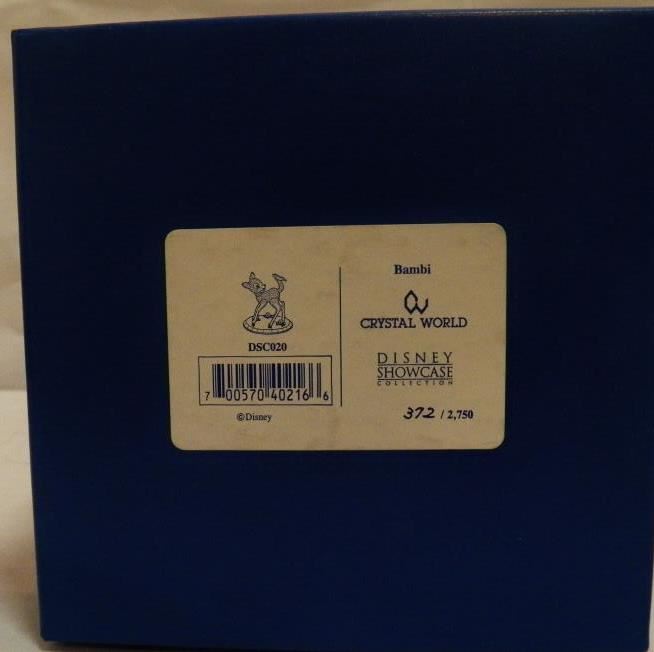 DSC020
7 00570 40216 6
©Disney
Bambi
CRYSTAL WORLD
DISNEY
SHOWCASE
COLLECTION
372 / 2,750